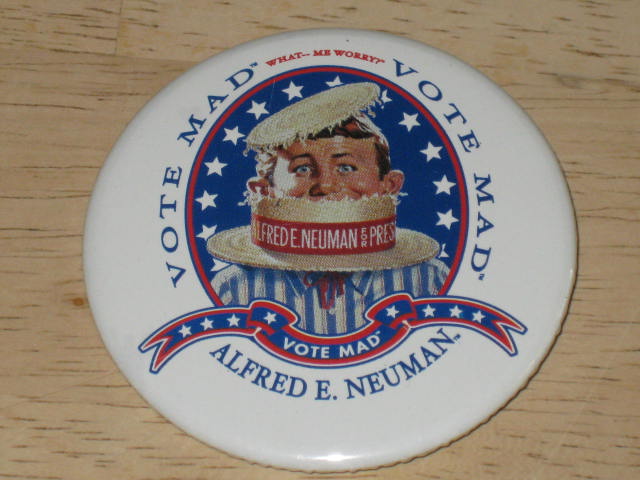 WHAT-- ME WORRY?™
VOTE MAD™
VOTE MAD™
ALFRED E. NEUMAN FOR PRES
VOTE MAD
ALFRED E. NEUMAN™